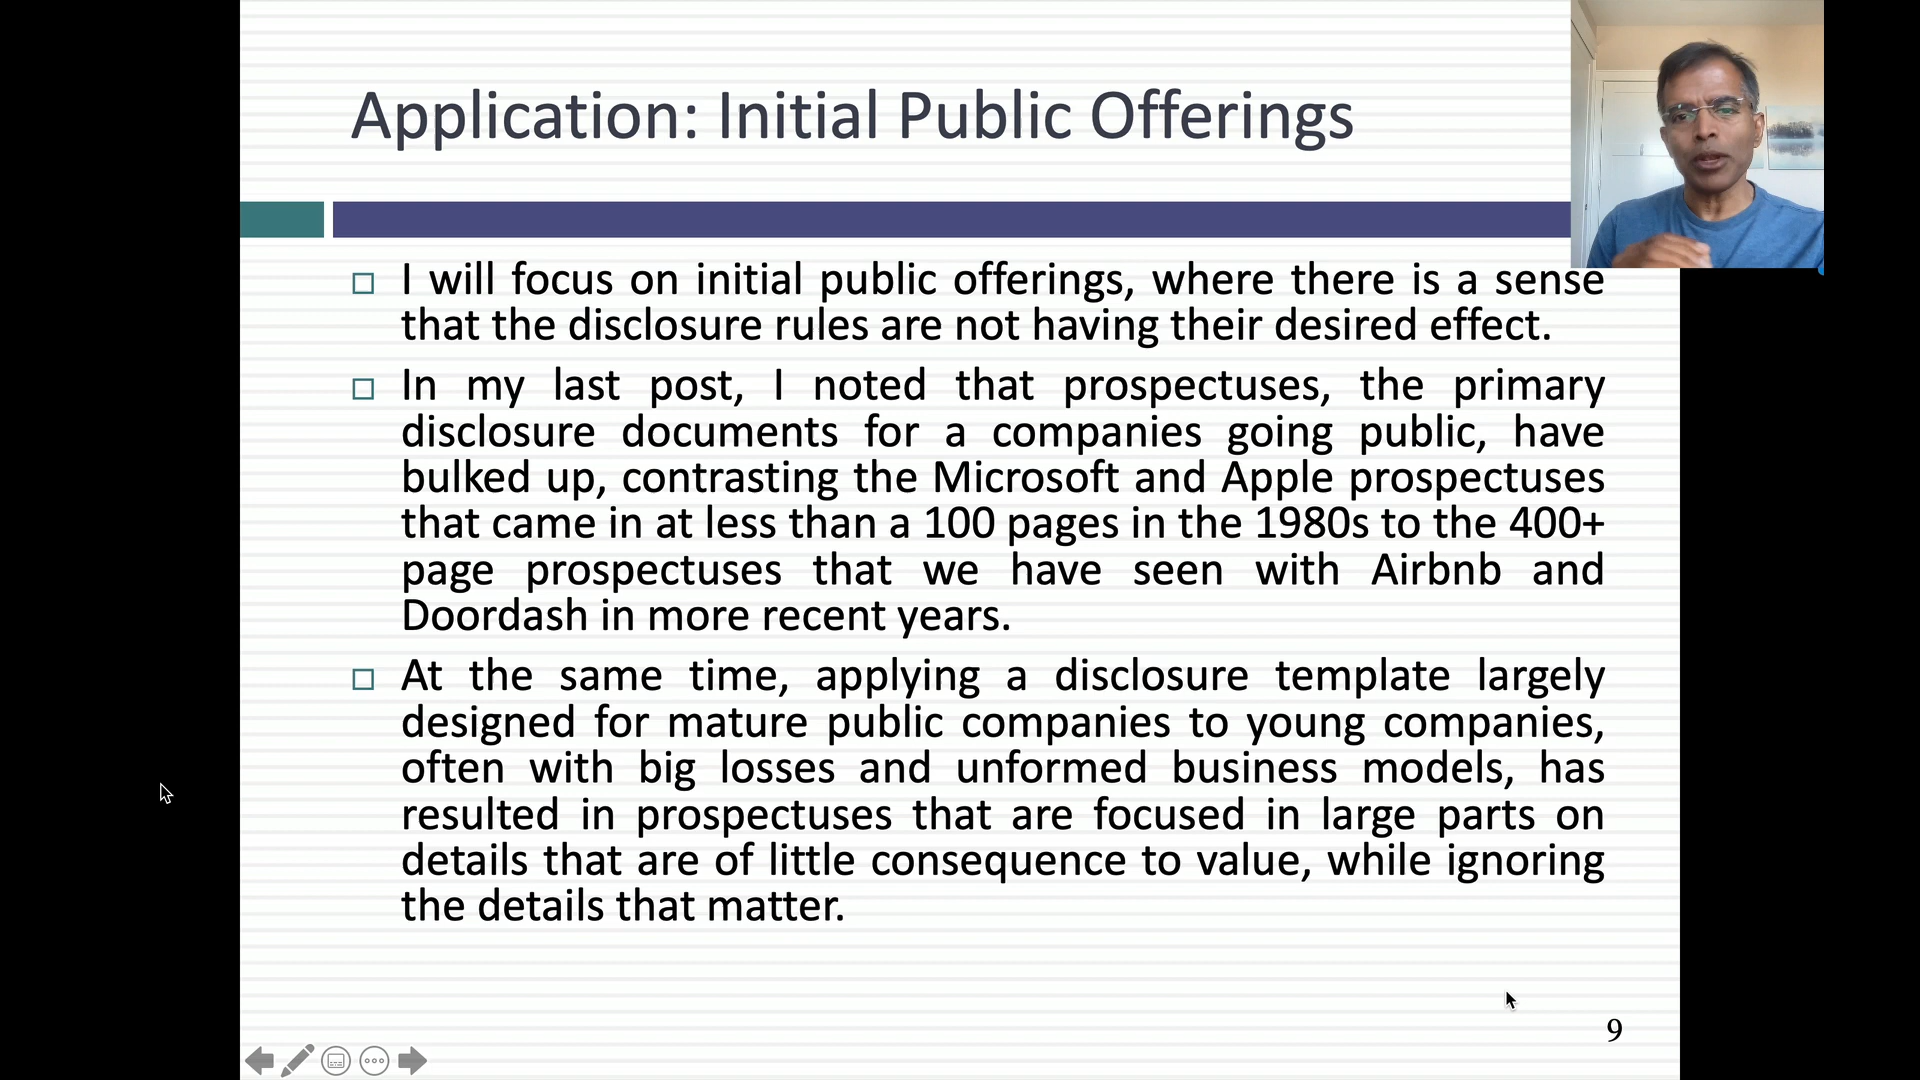 Application: Initial Public Offerings
I will focus on initial public offerings, where there is a sense
that the disclosure rules are not having their desired effect.
In my last post, I noted that prospectuses, the primary
disclosure documents for a companies going public, have
bulked up, contrasting the Microsoft and Apple prospectuses
that came in at less than a 100 pages in the 1980s to the 400+
page prospectuses that we have seen with Airbnb and
Doordash in more recent years.
At the same time, applying a disclosure template largely
designed for mature public companies to young companies,
often with big losses and unformed business models, has
resulted in prospectuses that are focused in large parts on
details that are of little consequence to value, while ignoring
the details that matter.
9